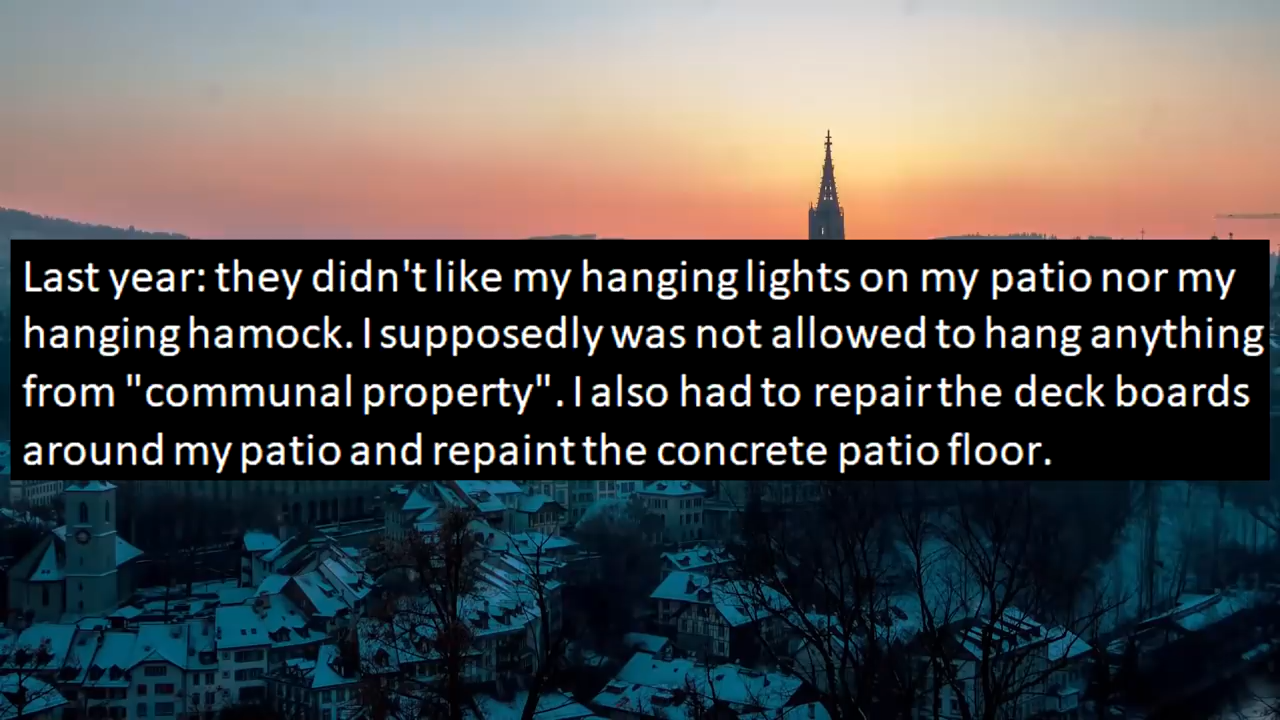 Last year: they didn't like my hanging lights on my patio nor my
hanging hamock. I supposedly was not allowed to hang anything
from "communal property". I also had to repair the deck boards
around my patio and repaint the concrete patio floor.